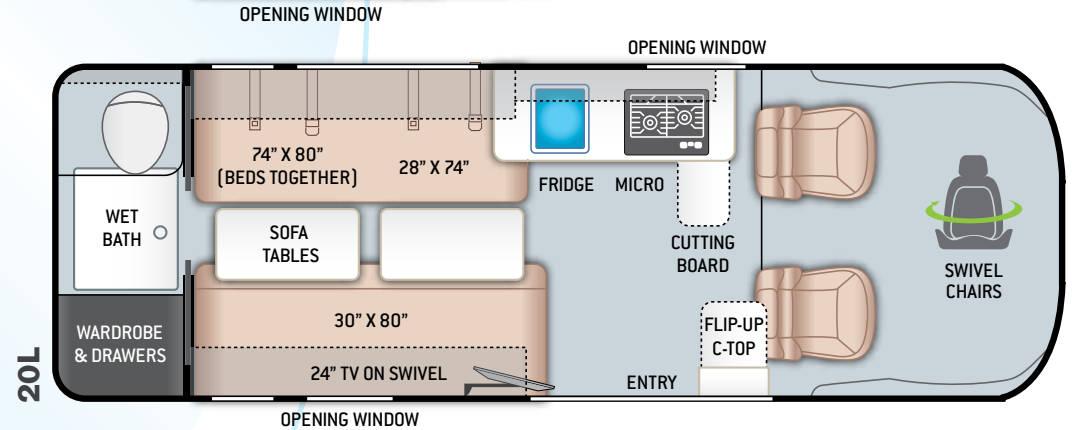 OPENING WINDOW
OPENING WINDOW
74” X 80”
(BEDS TOGETHER)
28” X 74”
FRIDGE
MICRO
WET
BATH
SOFA
TABLES
CUTTING
BOARD
SWIVEL
CHAIRS
WARDROBE
& DRAWERS
30” X 80”
FLIP-UP
C-TOP
24” TV ON SWIVEL
ENTRY
20L
OPENING WINDOW